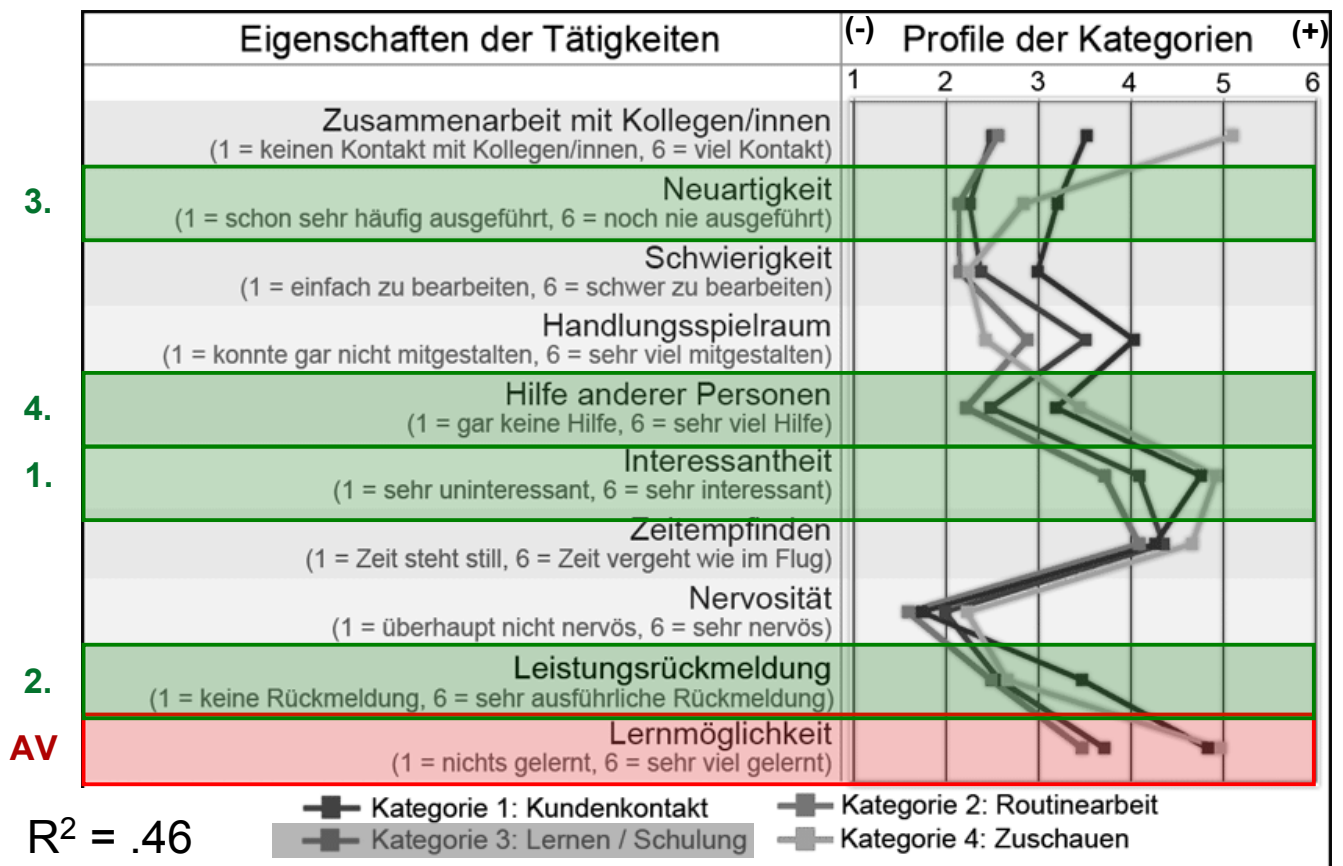 Eigenschaften der Tätigkeiten
(-) Profile der Kategorien (+)
1 2 3 4 5 6
Zusammenarbeit mit Kollegen/innen
(1 = keinen Kontakt mit Kollegen/innen, 6 = viel Kontakt)
3.
Neuartigkeit
(1 = schon sehr häufig ausgeführt, 6 = noch nie ausgeführt)
Schwierigkeit
(1 = einfach zu bearbeiten, 6 = schwer zu bearbeiten)
Handlungsspielraum
(1 = konnte gar nicht mitgestalten, 6 = sehr viel mitgestalten)
4.
Hilfe anderer Personen
(1 = gar keine Hilfe, 6 = sehr viel Hilfe)
1.
Interessantheit
(1 = sehr uninteressant, 6 = sehr interessant)
Zeitempfinden
(1 = Zeit steht still, 6 = Zeit vergeht wie im Flug)
Nervosität
(1 = überhaupt nicht nervös, 6 = sehr nervös)
2.
Leistungsrückmeldung
(1 = keine Rückmeldung, 6 = sehr ausführliche Rückmeldung)
AV
Lernmöglichkeit
(1 = nichts gelernt, 6 = sehr viel gelernt)
Kategorie 1: Kundenkontakt
Kategorie 2: Routinearbeit
Kategorie 3: Lernen / Schulung
Kategorie 4: Zuschauen
R² = .46